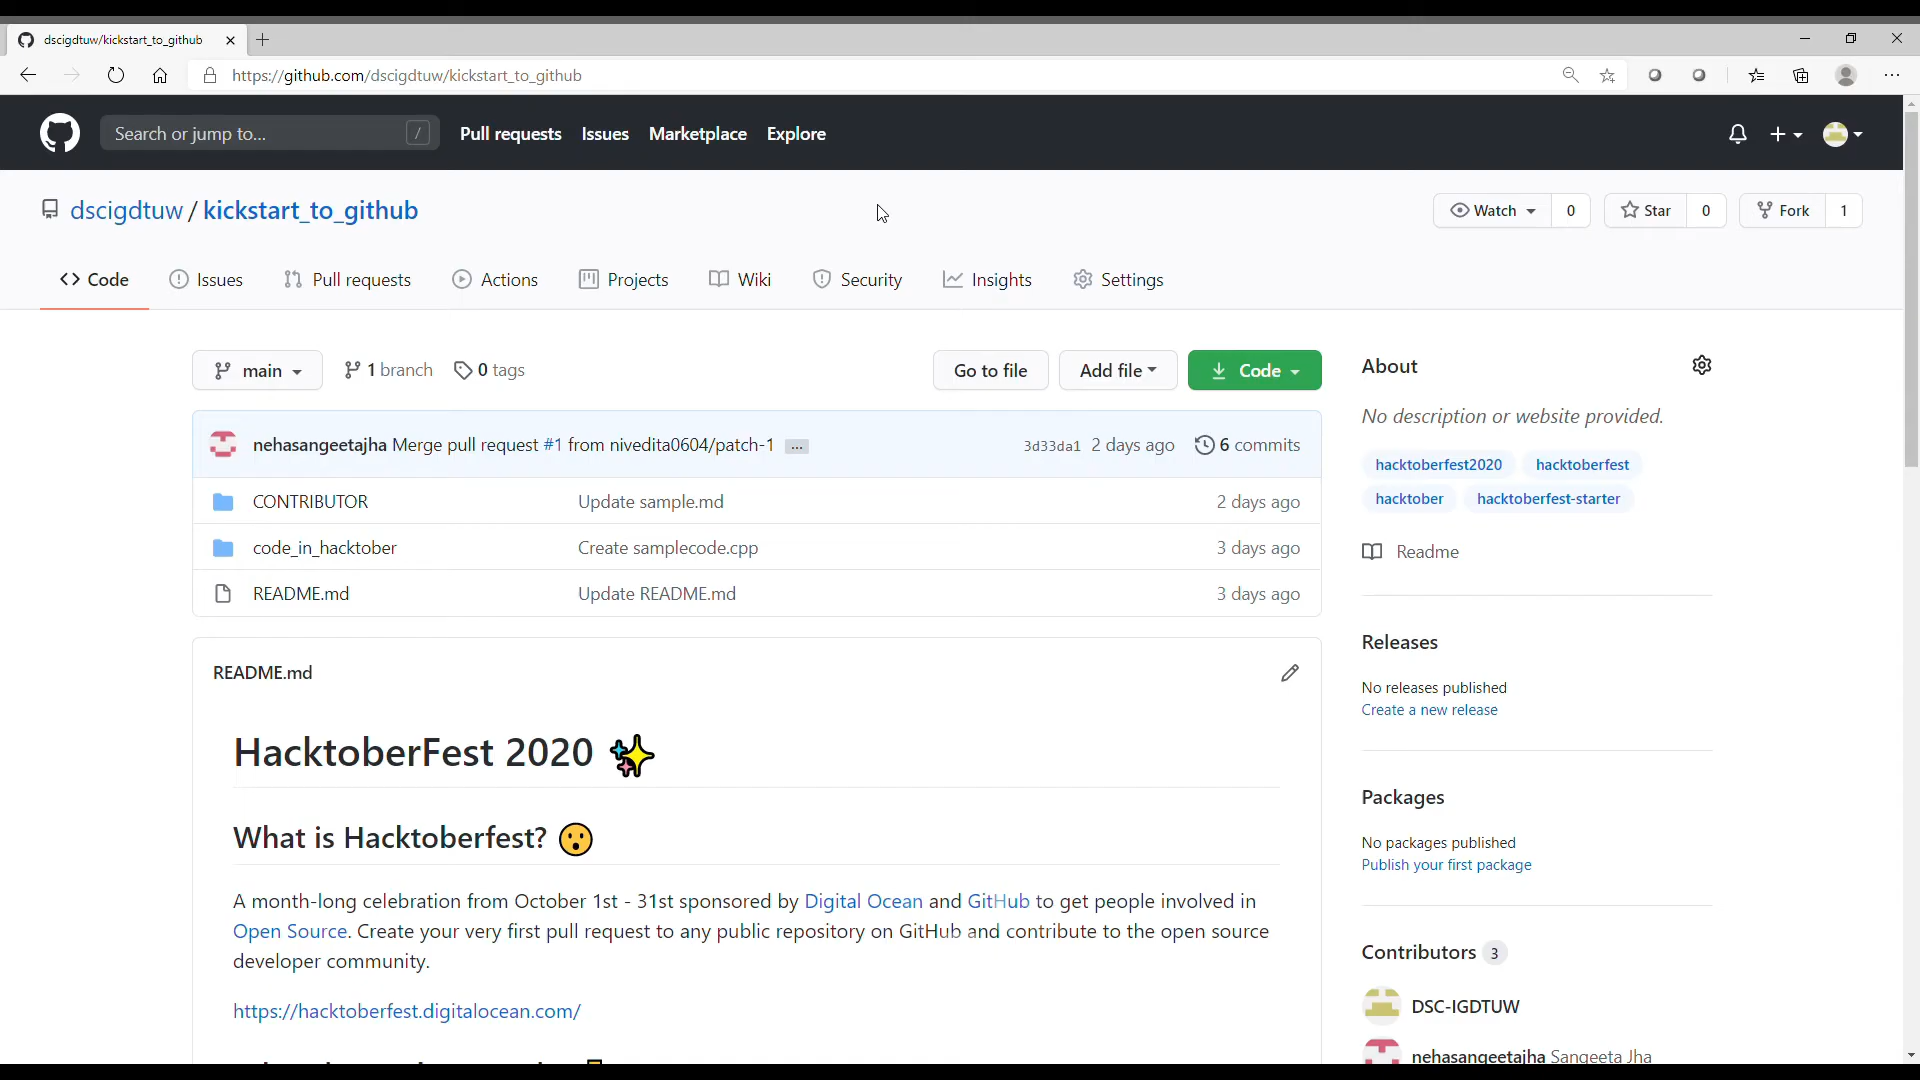 dscigdtuw/kickstart_to_github
https://github.com/dscigdtuw/kickstart_to_github
Search or jump to... / Pull requests Issues Marketplace Explore
dscigdtuw / kickstart_to_github Watch 0 Star 0 Fork 1
Code Issues Pull requests Actions Projects Wiki Security Insights Settings
main 1 branch 0 tags Go to file Add file Code
nehasangeetajha Merge pull request #1 from nivedita0604/patch-1 ... 3d33da1 2 days ago 6 commits
CONTRIBUTOR Update sample.md 2 days ago
code_in_hacktober Create samplecode.cpp 3 days ago
README.md Update README.md 3 days ago
README.md
HacktoberFest 2020 ✨
What is Hacktoberfest? 😮
A month-long celebration from October 1st - 31st sponsored by Digital Ocean and GitHub to get people involved in
Open Source. Create your very first pull request to any public repository on GitHub and contribute to the open source
developer community.
https://hacktoberfest.digitalocean.com/
About
No description or website provided.
hacktoberfest2020 hacktoberfest
hacktober hacktoberfest-starter
Readme
Releases
No releases published
Create a new release
Packages
No packages published
Publish your first package
Contributors 3
DSC-IGDTUW
nehasangeetajha Sangeeta Jha